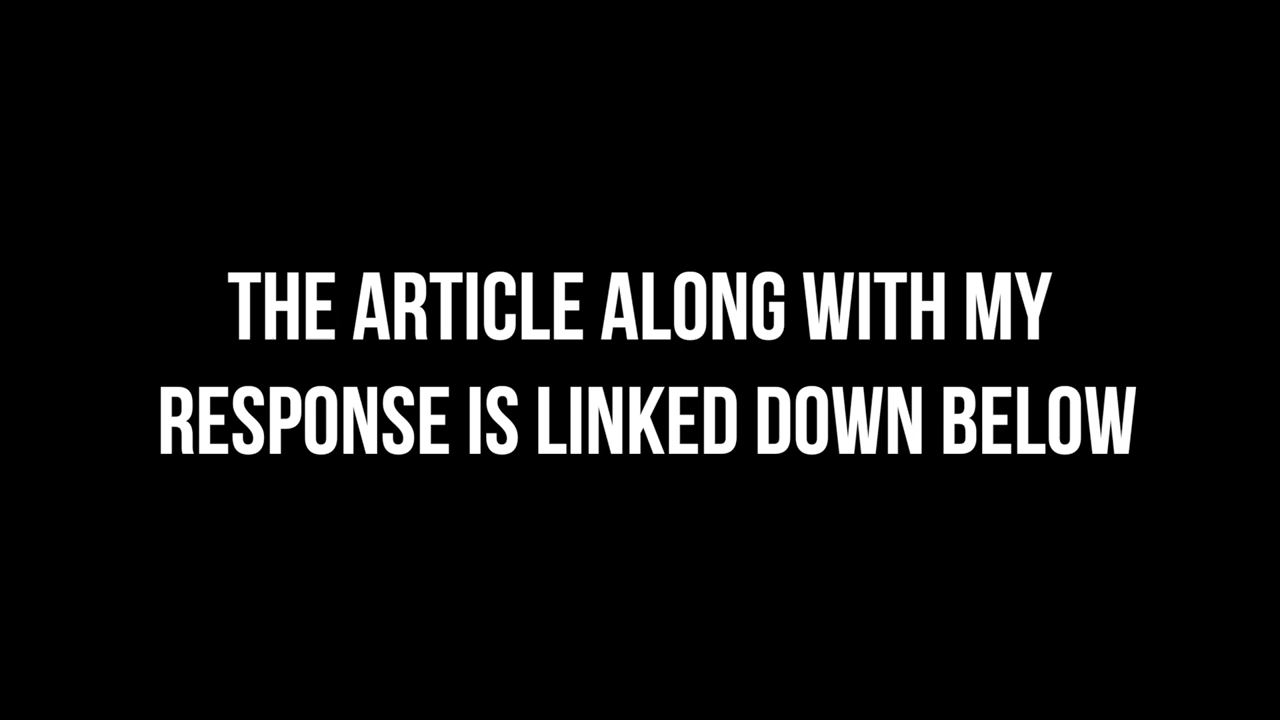 THE ARTICLE ALONG WITH MY
RESPONSE IS LINKED DOWN BELOW